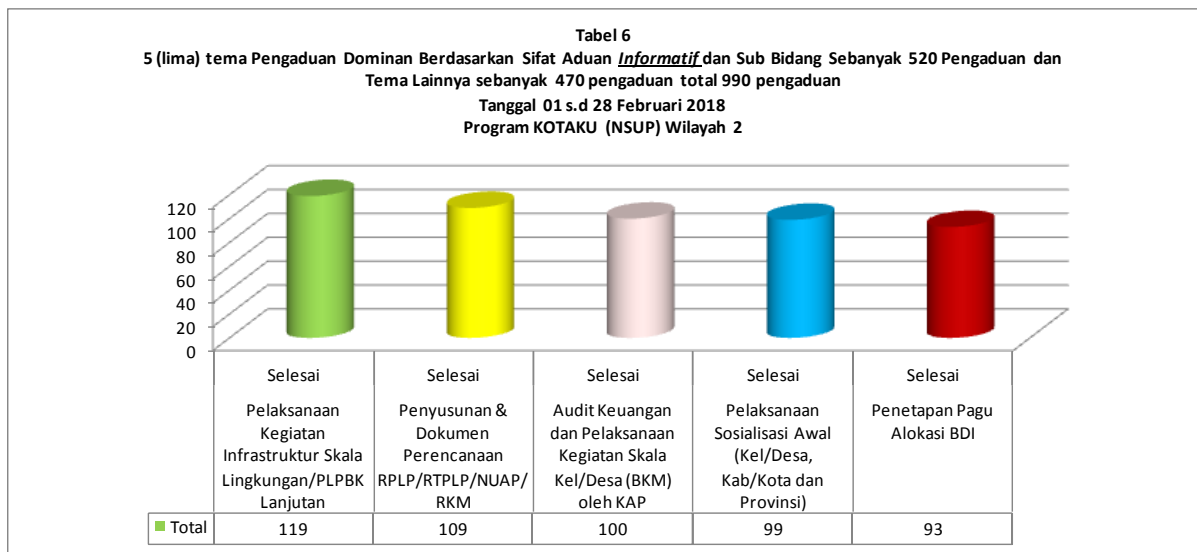 Tabel 6
5 (lima) tema Pengaduan Dominan Berdasarkan Sifat Aduan Informatif dan Sub Bidang Sebanyak 520 Pengaduan dan
Tema Lainnya sebanyak 470 pengaduan total 990 pengaduan
Tanggal 01 s.d 28 Februari 2018
Program KOTAKU (NSUP) Wilayah 2
120
100
80
60
40
20
0
Selesai Selesai Selesai Selesai Selesai
Pelaksanaan
Kegiatan
Infrastruktur Skala
Lingkungan/PLPBK
Lanjutan
Penyusunan &
Dokumen
Perencanaan
RPLP/RTPLP/NUAP/
RKM
Audit Keuangan
dan Pelaksanaan
Kegiatan Skala
Kel/Desa (BKM)
oleh KAP
Pelaksanaan
Sosialisasi Awal
(Kel/Desa,
Kab/Kota dan
Provinsi)
Penetapan Pagu
Alokasi BDI
Total 119 109 100 99 93